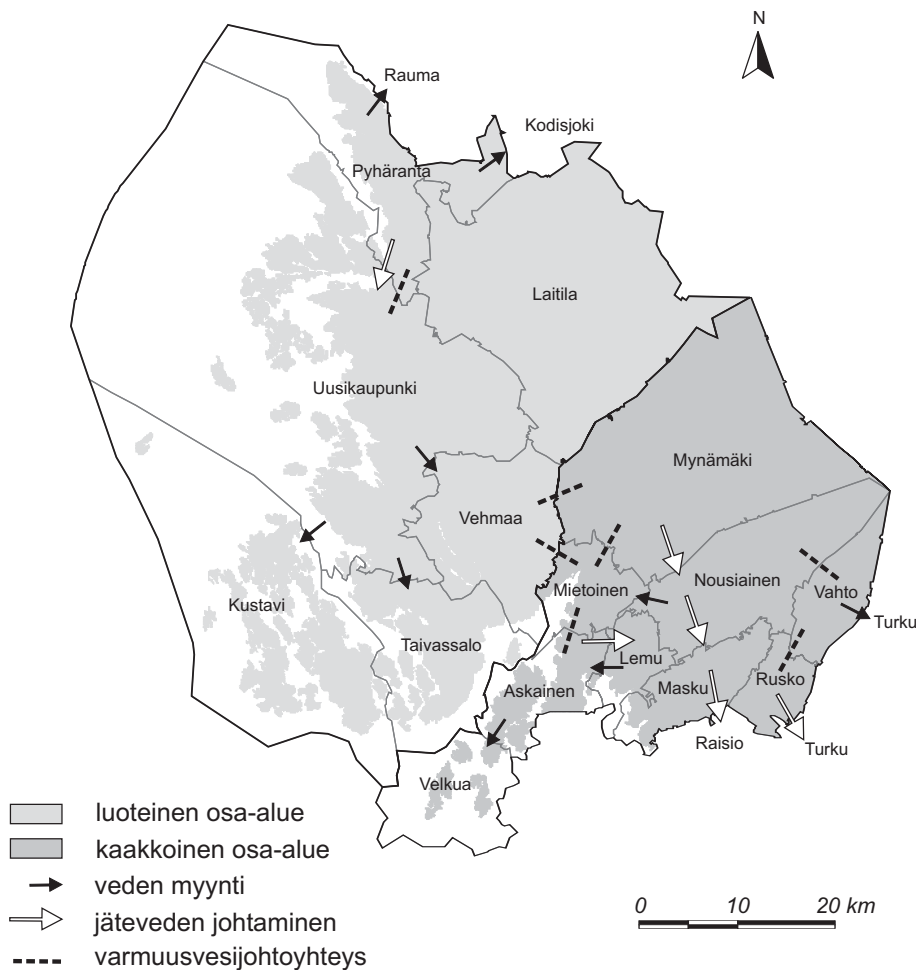 N
Rauma
Kodisjoki
Pyhäranta
Laitila
Uusikaupunki
Mynämäki
Vehmaa
Nousiainen
Mietoinen
Vahto
Kustavi
Turku
Taivassalo
Lemu
Rusko
Askainen
Masku
Raisio
Turku
Velkua
luoteinen osa-alue
kaakkoinen osa-alue
veden myynti
jäteveden johtaminen
varmuusvesijohtoyhteys
0 10 20 km